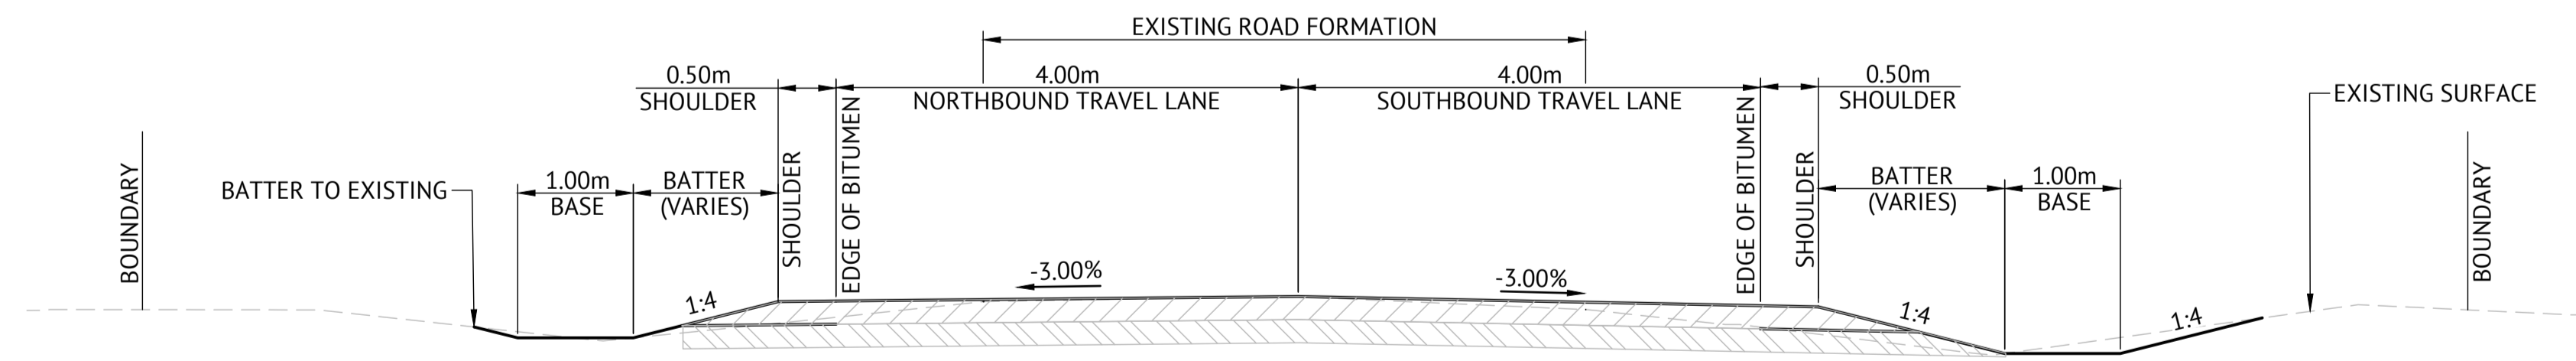 EXISTING ROAD FORMATION
0.50m
SHOULDER
4.00m
NORTHBOUND TRAVEL LANE
4.00m
SOUTHBOUND TRAVEL LANE
0.50m
SHOULDER
EXISTING SURFACE
BOUNDARY
BATTER TO EXISTING
1.00m
BASE
BATTER
(VARIES)
SHOULDER
EDGE OF BITUMEN
EDGE OF BITUMEN
SHOULDER
BATTER
(VARIES)
1.00m
BASE
BOUNDARY
-3.00%
-3.00%
1:4
1:4
1:4